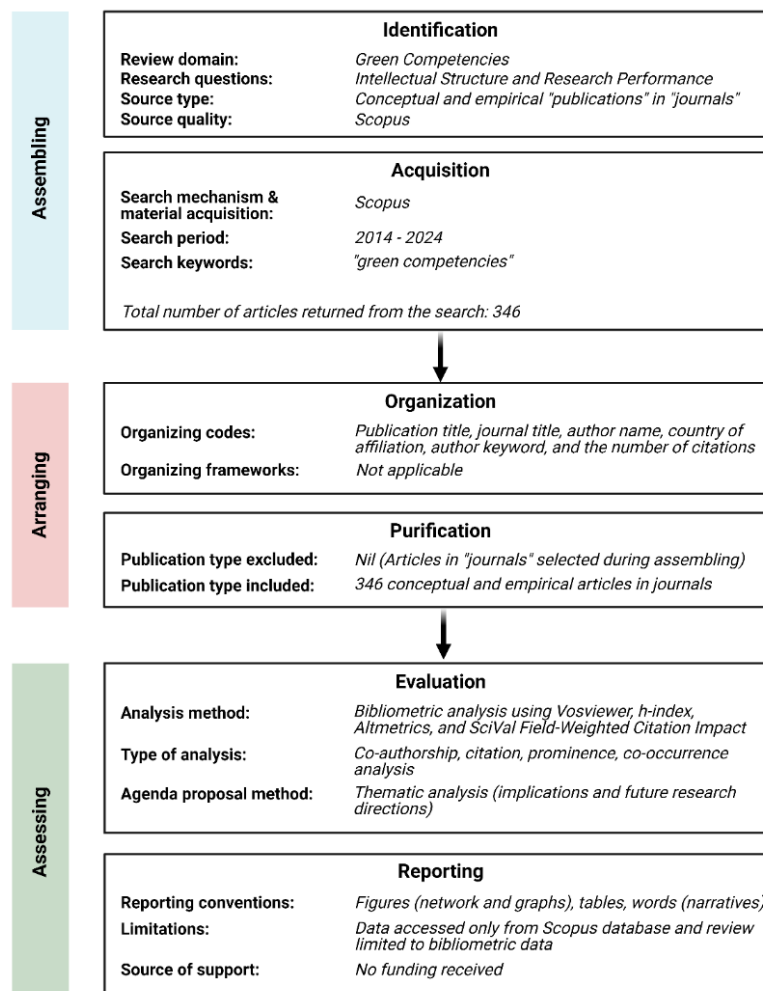 Assembling
Identification
Review domain: Green Competencies
Research questions: Intellectual Structure and Research Performance
Source type: Conceptual and empirical "publications" in "journals"
Source quality: Scopus
Acquisition
Search mechanism &
material acquisition: Scopus
Search period: 2014 - 2024
Search keywords: "green competencies"
Total number of articles returned from the search: 346
Arranging
Organization
Organizing codes: Publication title, journal title, author name, country of
affiliation, author keyword, and the number of citations
Organizing frameworks: Not applicable
Purification
Publication type excluded: Nil (Articles in "journals" selected during assembling)
Publication type included: 346 conceptual and empirical articles in journals
Assessing
Evaluation
Analysis method: Bibliometric analysis using Vosviewer, h-index,
Altmetrics, and SciVal Field-Weighted Citation Impact
Type of analysis: Co-authorship, citation, prominence, co-occurrence
analysis
Agenda proposal method: Thematic analysis (implications and future research
directions)
Reporting
Reporting conventions: Figures (network and graphs), tables, words (narratives)
Limitations: Data accessed only from Scopus database and review
limited to bibliometric data
Source of support: No funding received